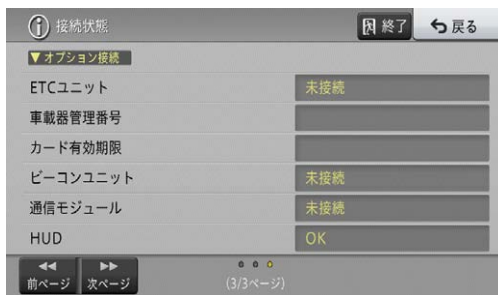 接続状態
終了
戻る
▼オプション接続
ETCユニット 未接続
車載器管理番号
カード有効期限
ビーコンユニット 未接続
通信モジュール 未接続
HUD OK
前ページ 次ページ (3/3ページ)